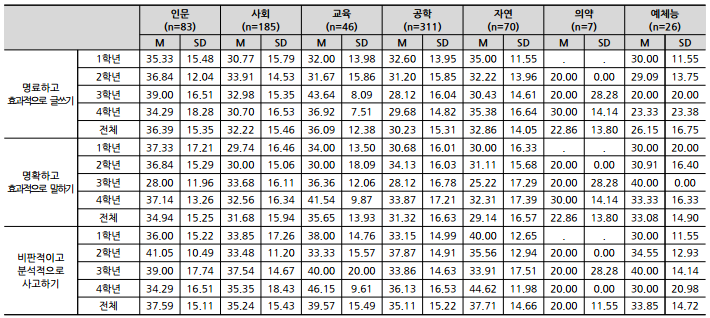 인문 사회 교육 공학 자연 의약 예체능
(n=83) (n=185) (n=46) (n=311) (n=70) (n=7) (n=26)
M SD M SD M SD M SD M SD M SD M SD
명료하고
효과적으로 글쓰기
1학년 35.33 15.48 30.77 15.79 32.00 13.98 32.60 13.95 35.00 11.55 . . 30.00 11.55
2학년 36.84 12.04 33.91 14.53 31.67 15.86 31.20 15.85 32.22 13.96 20.00 0.00 29.09 13.75
3학년 39.00 16.51 32.98 15.35 43.64 8.09 28.12 16.04 30.43 14.61 20.00 28.28 20.00 0.00
4학년 34.29 18.28 30.70 16.53 36.92 7.51 29.68 14.82 35.38 16.64 30.00 14.14 23.33 23.38
전체 36.39 15.35 32.22 15.46 36.09 12.38 30.23 15.31 32.86 14.05 22.86 13.80 26.15 16.75
명확하고
효과적으로 말하기
1학년 37.33 17.21 29.74 16.46 34.00 13.50 30.68 16.01 30.00 16.33 . . 30.00 20.00
2학년 36.84 15.29 30.00 15.06 30.00 18.09 34.13 16.03 31.11 15.68 20.00 0.00 30.91 16.40
3학년 28.00 11.96 33.68 16.11 36.36 12.06 28.12 16.78 25.22 17.29 20.00 28.28 40.00 0.00
4학년 37.14 13.26 32.56 16.34 41.54 9.87 33.87 17.21 32.31 17.39 30.00 14.14 33.33 16.33
전체 34.94 15.25 31.68 15.94 35.65 13.93 31.32 16.63 29.14 16.57 22.86 13.80 33.08 14.90
비판적이고
분석적으로
사고하기
1학년 36.00 15.22 33.85 17.26 38.00 14.76 33.15 14.99 40.00 12.65 . . 30.00 11.55
2학년 41.05 10.49 33.48 11.20 33.33 15.57 37.87 14.91 35.56 12.94 20.00 0.00 34.55 12.93
3학년 39.00 17.74 37.54 14.67 40.00 20.00 33.86 14.63 33.91 17.51 20.00 28.28 40.00 14.14
4학년 34.29 16.51 35.35 18.43 46.15 9.61 36.13 16.53 44.62 11.98 20.00 0.00 30.00 20.98
전체 37.59 15.11 35.24 15.43 39.57 15.49 35.11 15.22 37.71 14.66 20.00 11.55 33.85 14.72